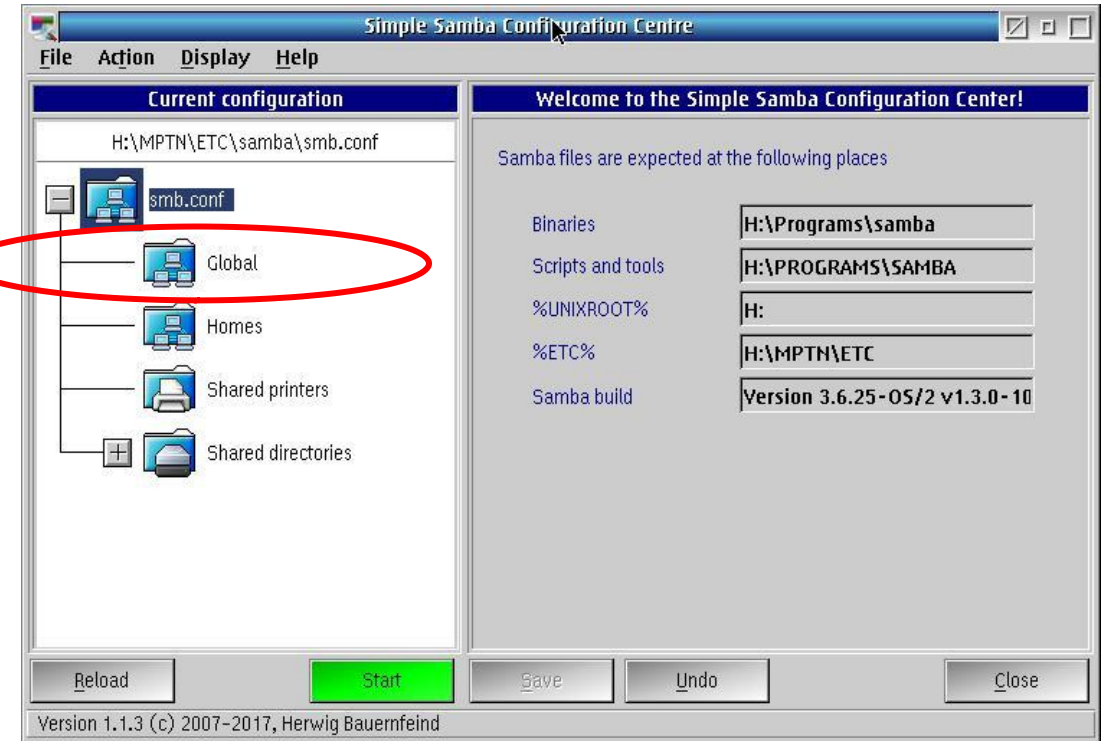 Simple Samba Configuration Centre
File Action Display Help
Current configuration
H:\MPTN\ETC\samba\smb.conf
smb.conf
Global
Homes
Shared printers
Shared directories
Welcome to the Simple Samba Configuration Center!
Samba files are expected at the following places
Binaries H:\Programs\samba
Scripts and tools H:\PROGRAMS\SAMBA
%UNIXROOT% H:
%ETC% H:\MPTN\ETC
Samba build Version 3.6.25-OS/2 v1.3.0-10
Reload Start Save Undo Close
Version 1.1.3 (c) 2007-2017, Herwig Bauernfeind